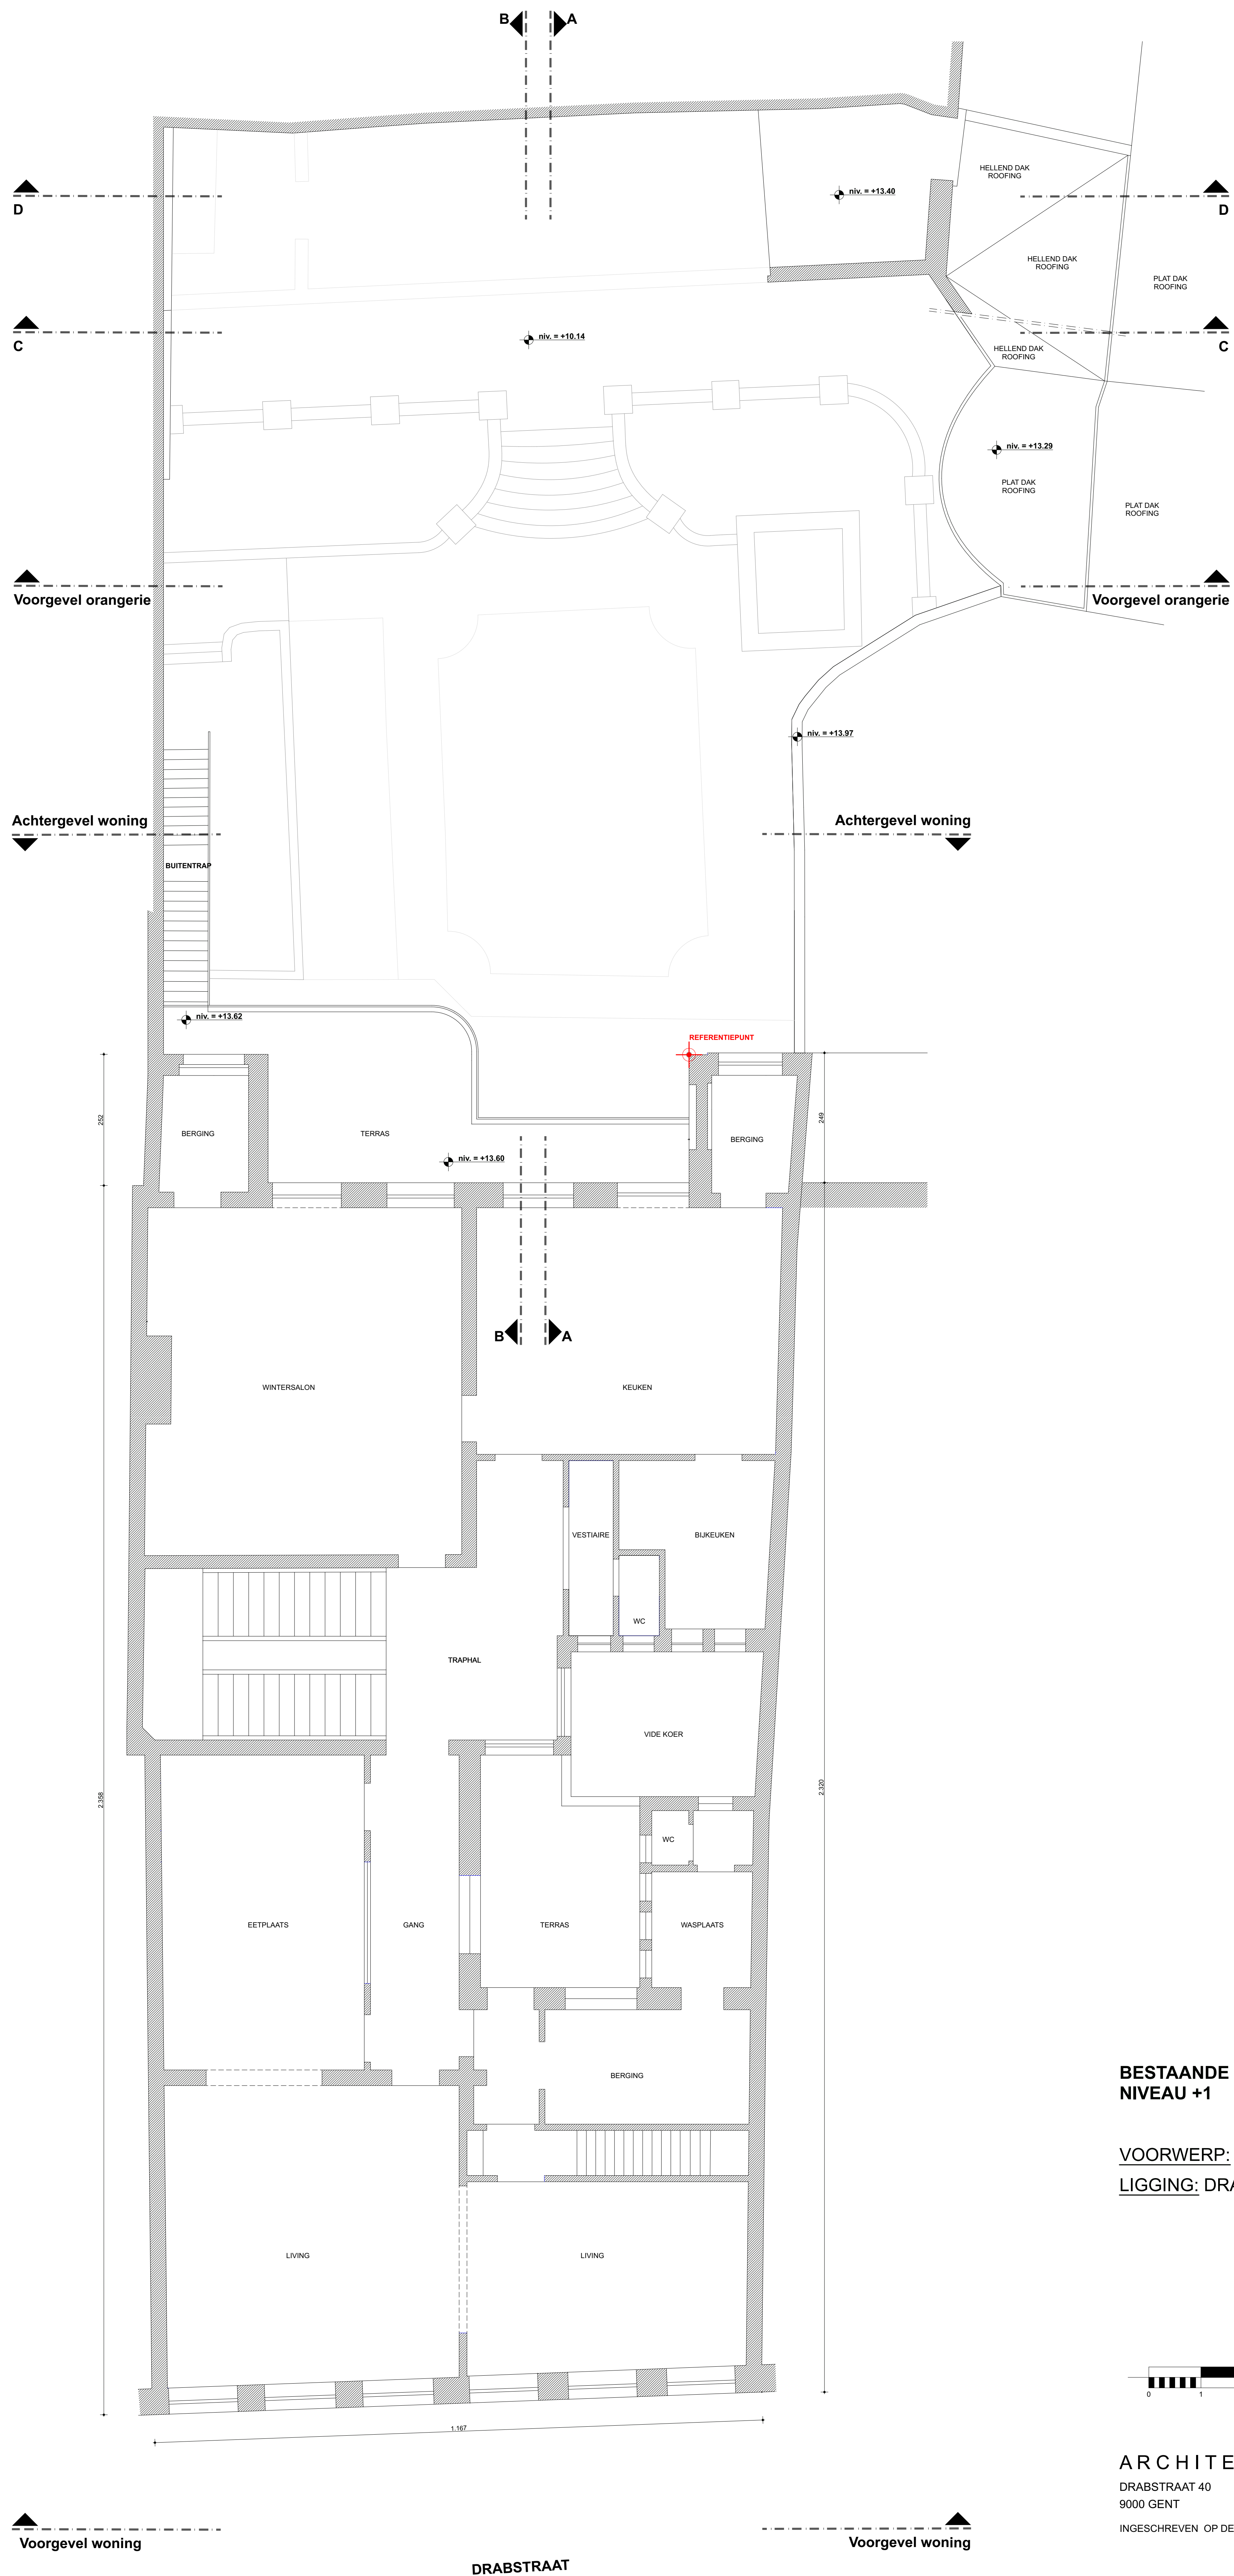 B A
D
niv. = +13.40
HELLEND DAK
ROOFING
D
HELLEND DAK
ROOFING
PLAT DAK
ROOFING
C
niv. = +10.14
HELLEND DAK
ROOFING
C
niv. = +13.29
PLAT DAK
ROOFING
PLAT DAK
ROOFING
Voorgevel orangerie
Voorgevel orangerie
niv. = +13.97
Achtergevel woning
Achtergevel woning
BUITENTRAP
niv. = +13.62
REFERENTIEPUNT
252
249
BERGING
TERRAS
BERGING
niv. = +13.60
B A
WINTERSALON
KEUKEN
VESTIAIRE
BIJKEUKEN
WC
TRAPHAL
VIDE KOER
2.358
2.320
WC
EETPLAATS
GANG
TERRAS
WASPLAATS
BERGING
BESTAANDE
NIVEAU +1
VOORWERP:
LIGGING: DRA
LIVING
LIVING
0 1
1.167
ARCHITE
DRABSTRAAT 40
9000 GENT
INGESCHREVEN OP DE
Voorgevel woning
Voorgevel woning
DRABSTRAAT